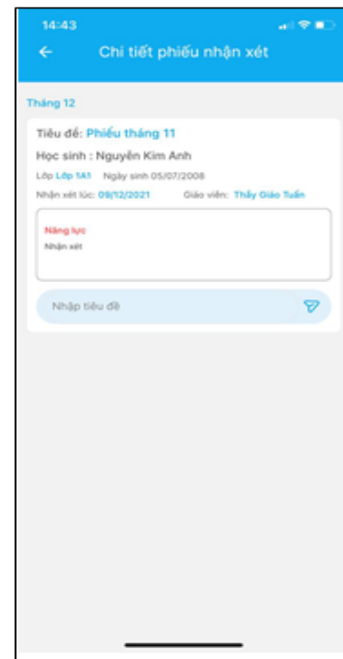 14:43
Chi tiết phiếu nhận xét
Tháng 12
Tiêu đề: Phiếu tháng 11
Học sinh : Nguyễn Kim Anh
Lớp Lớp 1A1 Ngày sinh 05/07/2008
Nhận xét lúc: 09/12/2021 Giáo viên: Thầy Giáo Tuấn
Năng lực
Nhận xét
Nhập tiêu đề